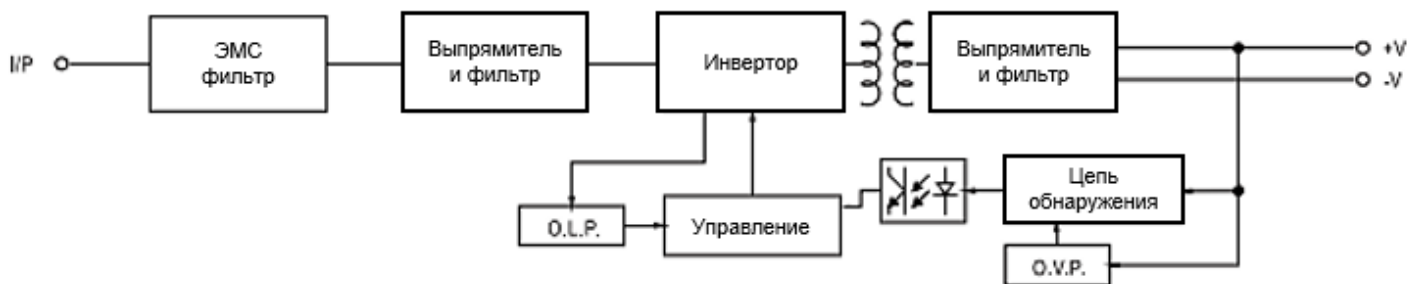 I/P
ЭМС
фильтр
Выпрямитель
и фильтр
Инвертор
Выпрямитель
и фильтр
+V
-V
O.L.P.
Управление
Цепь
обнаружения
O.V.P.